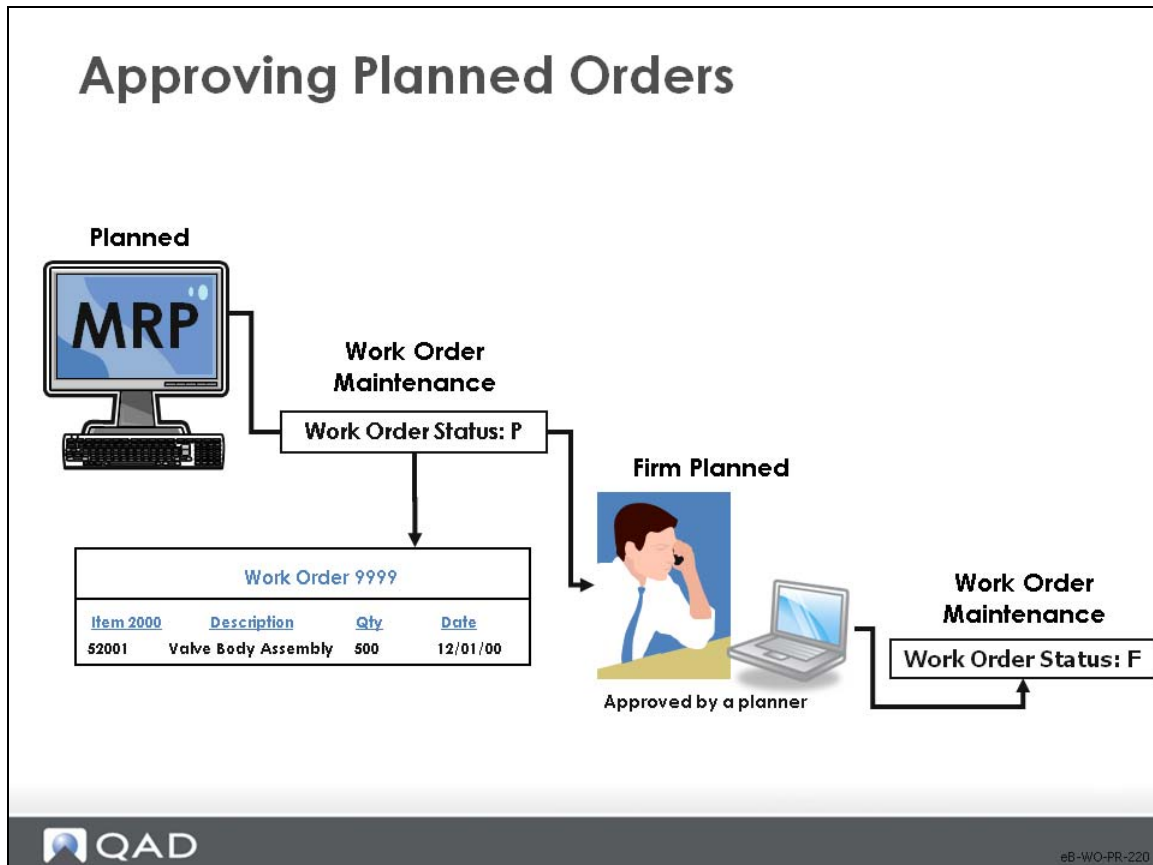 Approving Planned Orders
Planned
MRP
Work Order
Maintenance
Work Order Status: P
Firm Planned
Work Order 9999
Item 2000 Description Qty Date
52001 Valve Body Assembly 500 12/01/00
Approved by a planner
Work Order
Maintenance
Work Order Status: F
QAD
eB-WO-PR-220